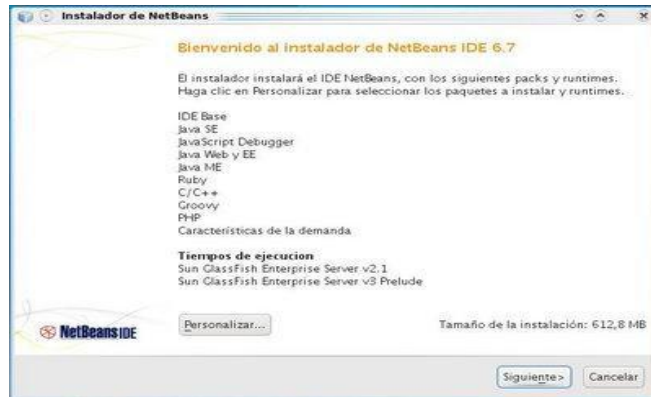 Instalador de NetBeans
Bienvenido al instalador de NetBeans IDE 6.7
El instalador instalará el IDE NetBeans, con los siguientes packs y runtimes.
Haga clic en Personalizar para seleccionar los paquetes a instalar y runtimes.
IDE Base
Java SE
JavaScript Debugger
Java Web y EE
Java ME
Ruby
C/C++
Groovy
PHP
Características de la demanda
Tiempos de ejecucion
Sun GlassFish Enterprise Server v2.1
Sun GlassFish Enterprise Server v3 Prelude
NetBeans IDE
Personalizar...
Tamaño de la instalación: 612,8 MB
Siguiente>
Cancelar